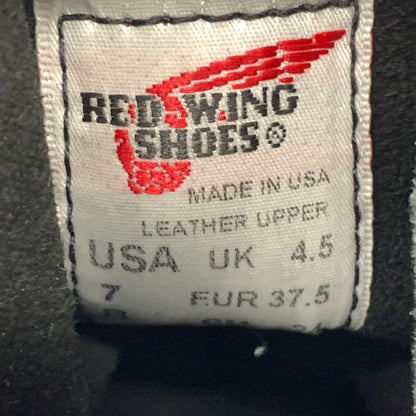 RED WING
SHOES®
MADE IN USA
LEATHER UPPER
USA UK 4.5
7 EUR 37.5